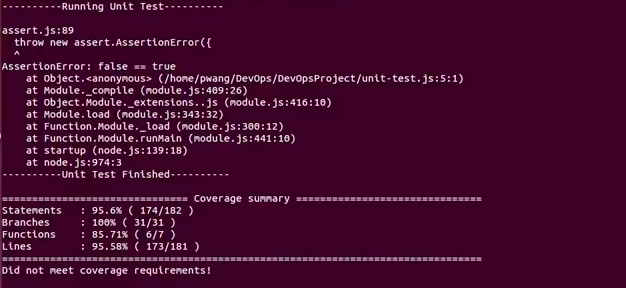 ----------Running Unit Test----------
assert.js:89
  throw new assert.AssertionError({
  ^
AssertionError: false == true
    at Object.<anonymous> (/home/pwang/DevOps/DevOpsProject/unit-test.js:5:1)
    at Module._compile (module.js:409:26)
    at Object.Module._extensions..js (module.js:416:10)
    at Module.load (module.js:343:32)
    at Function.Module._load (module.js:300:12)
    at Function.Module.runMain (module.js:441:10)
    at startup (node.js:139:18)
    at node.js:974:3
----------Unit Test Finished----------
=============================== Coverage summary ===============================
Statements   : 95.6% ( 174/182 )
Branches     : 100% ( 31/31 )
Functions    : 85.71% ( 6/7 )
Lines        : 95.58% ( 173/181 )
================================================================================
Did not meet coverage requirements!